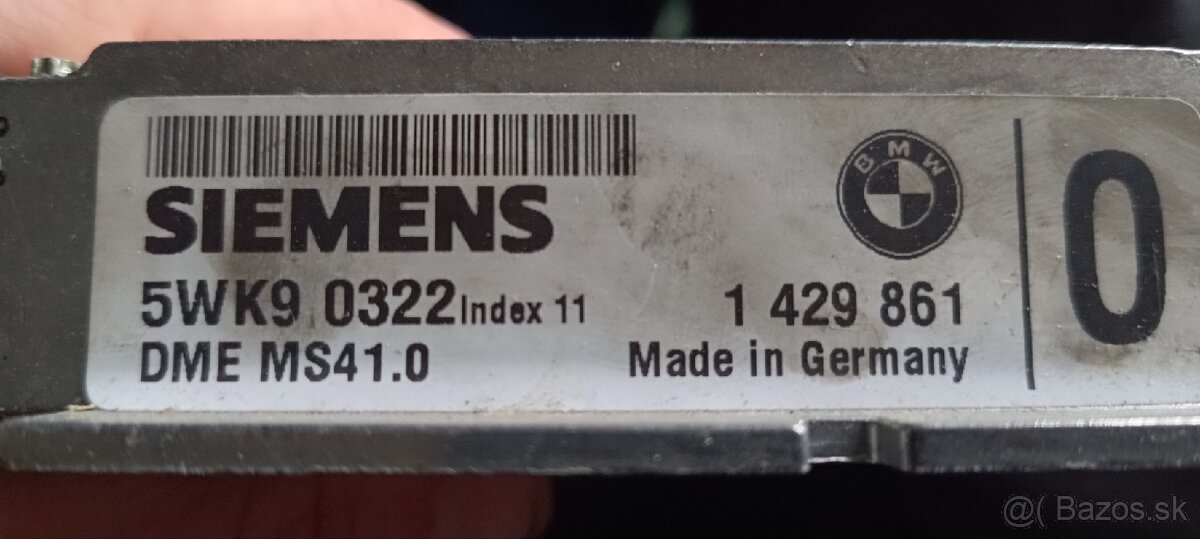 SIEMENS
BMW
0
5WK9 0322 Index 11
1 429 861
DME MS41.0
Made in Germany
@( Bazos.sk